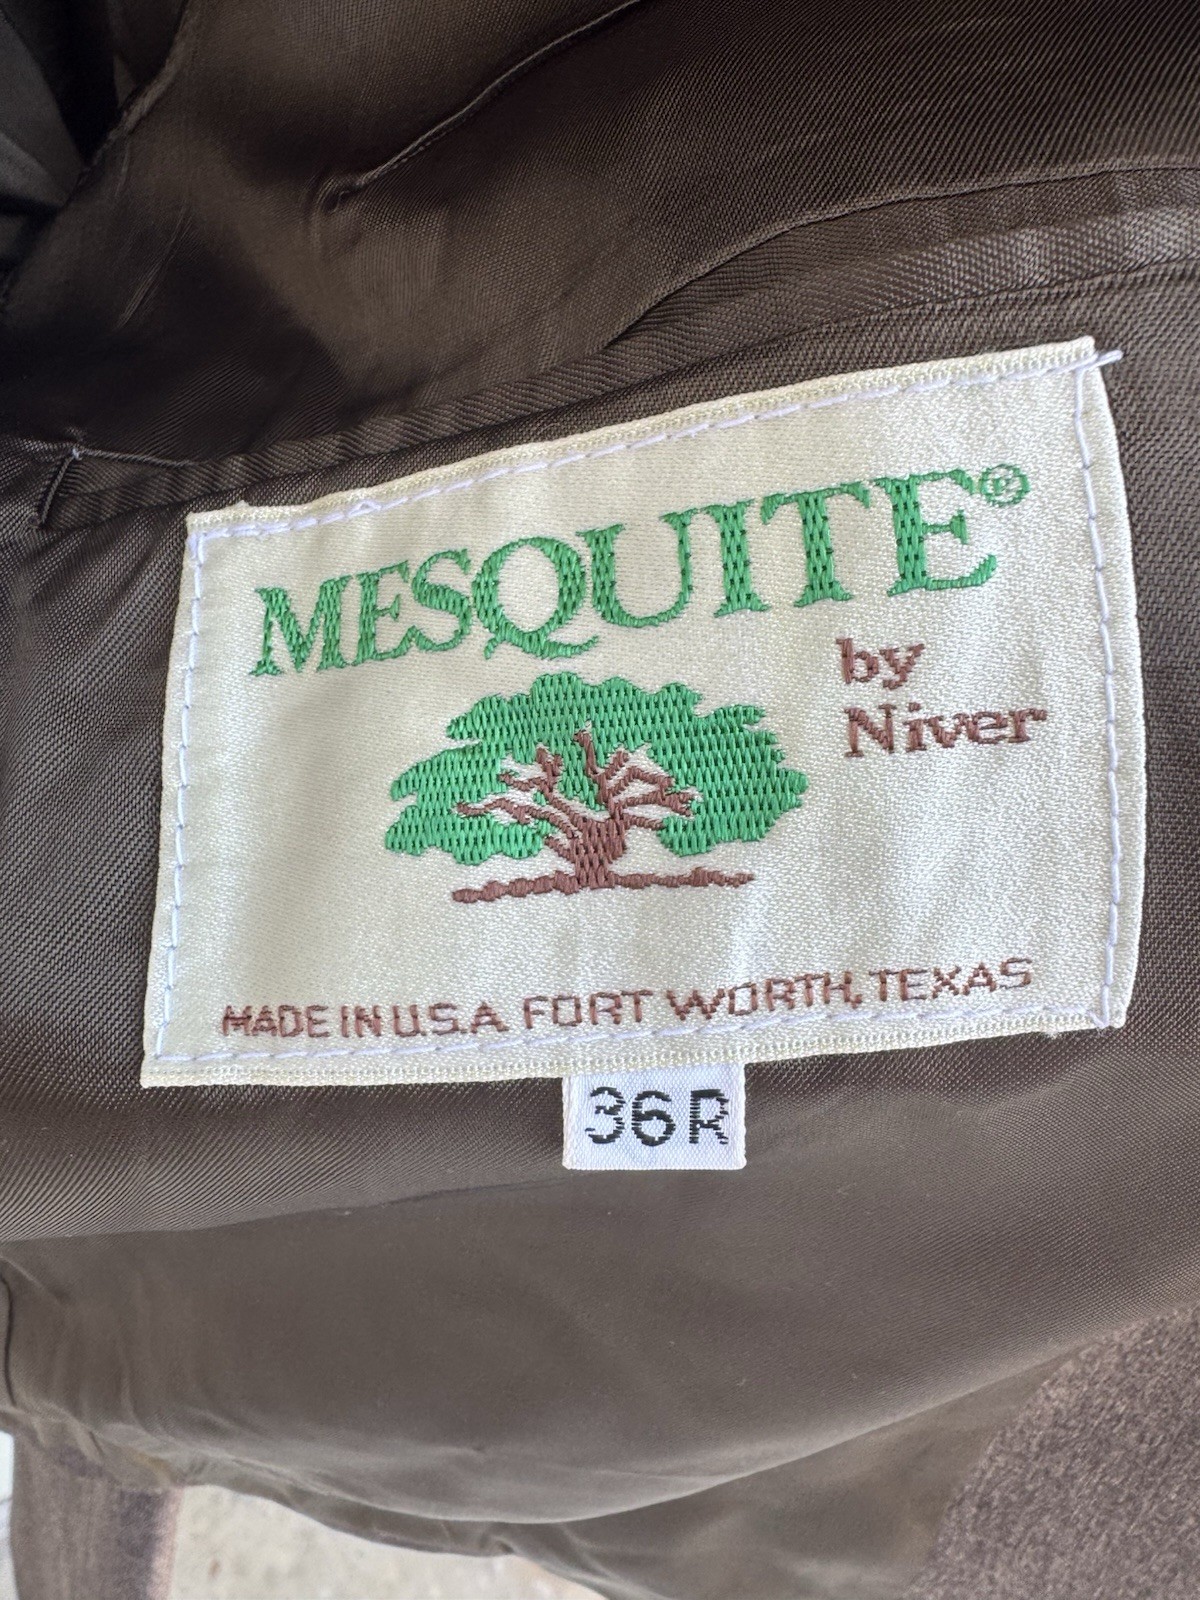 MESQUITE®
by
Niver
MADE IN U.S.A. FORT WORTH, TEXAS
36R